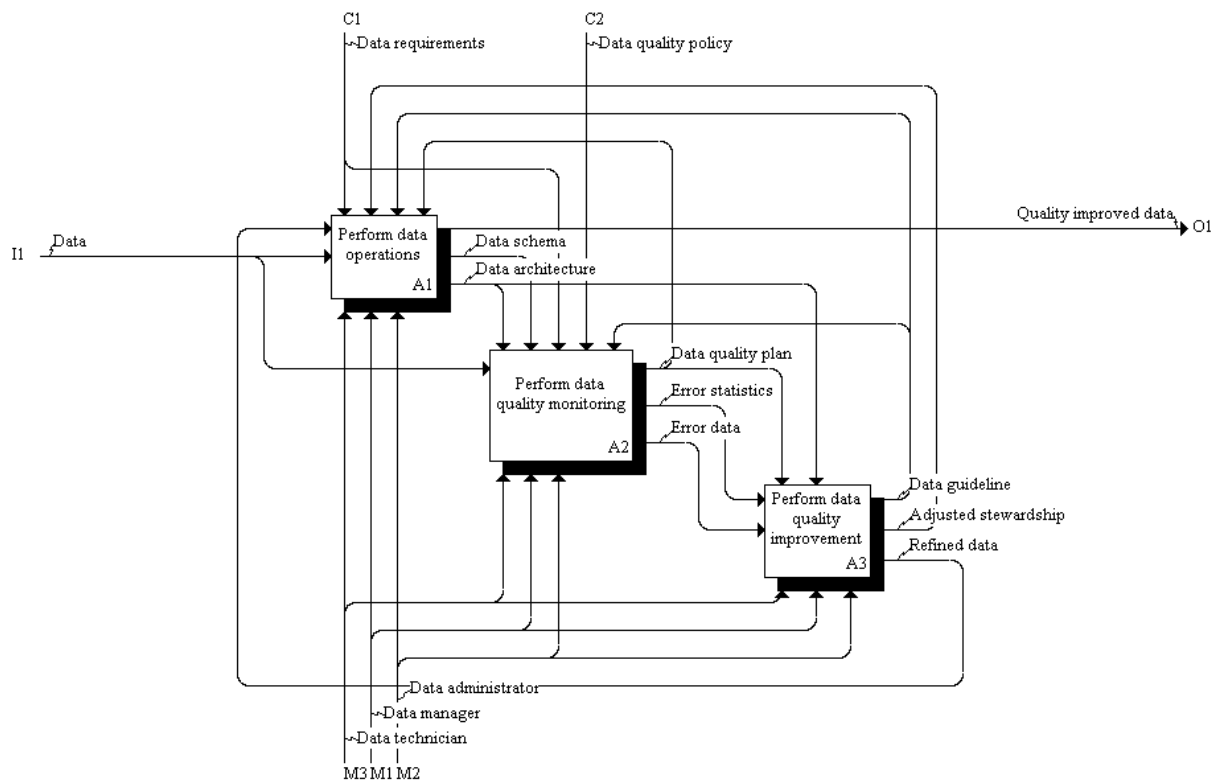 C1
C2
Data requirements
Data quality policy
Quality improved data
O1
I1
Data
Perform data
operations
A1
Data schema
Data architecture
Perform data
quality monitoring
A2
Data quality plan
Error statistics
Error data
Perform data
quality
improvement
A3
Data guideline
Adjusted stewardship
Refined data
Data administrator
Data manager
Data technician
M3 M1 M2